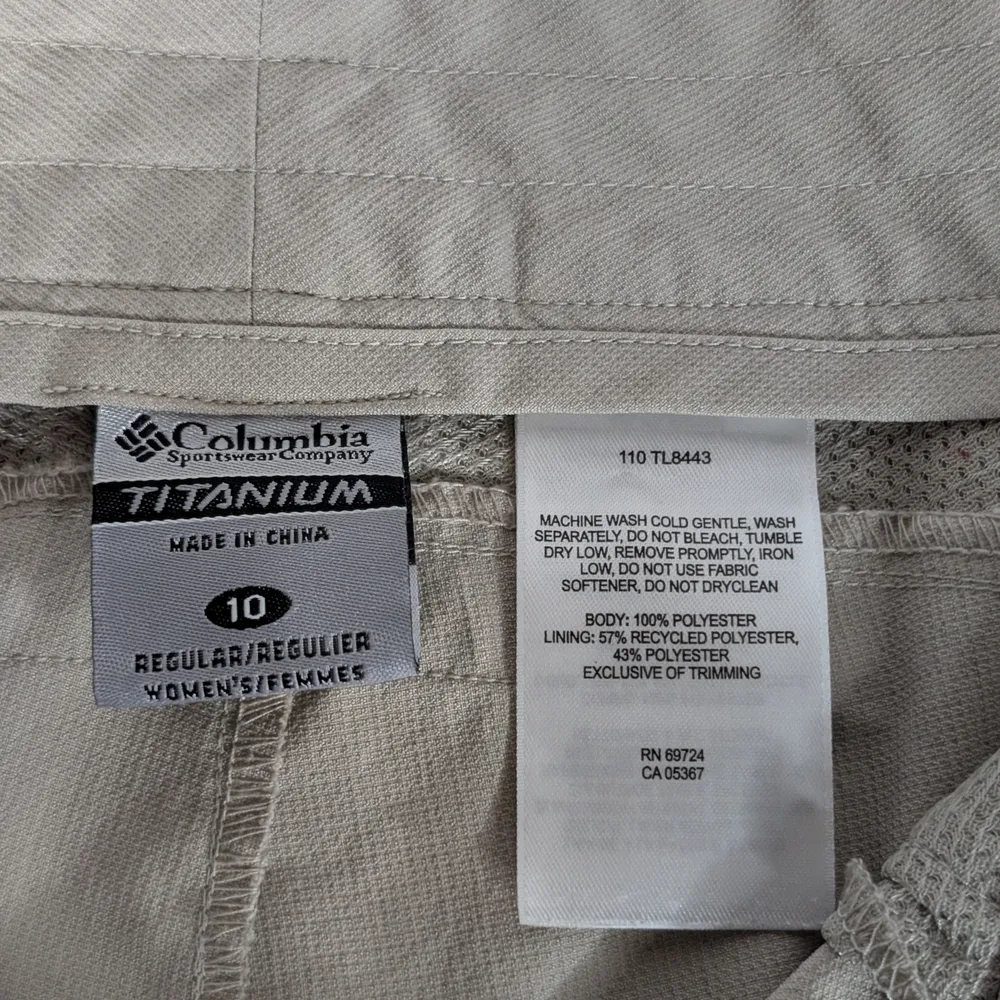 Columbia
Sportswear Company
TITANIUM
MADE IN CHINA
10
REGULAR/REGULIER
WOMEN'S/FEMMES
110 TL8443
MACHINE WASH COLD GENTLE, WASH
SEPARATELY, DO NOT BLEACH, TUMBLE
DRY LOW, REMOVE PROMPTLY, IRON
LOW, DO NOT USE FABRIC
SOFTENER, DO NOT DRYCLEAN
BODY: 100% POLYESTER
LINING: 57% RECYCLED POLYESTER,
43% POLYESTER
EXCLUSIVE OF TRIMMING
RN 69724
CA 05367